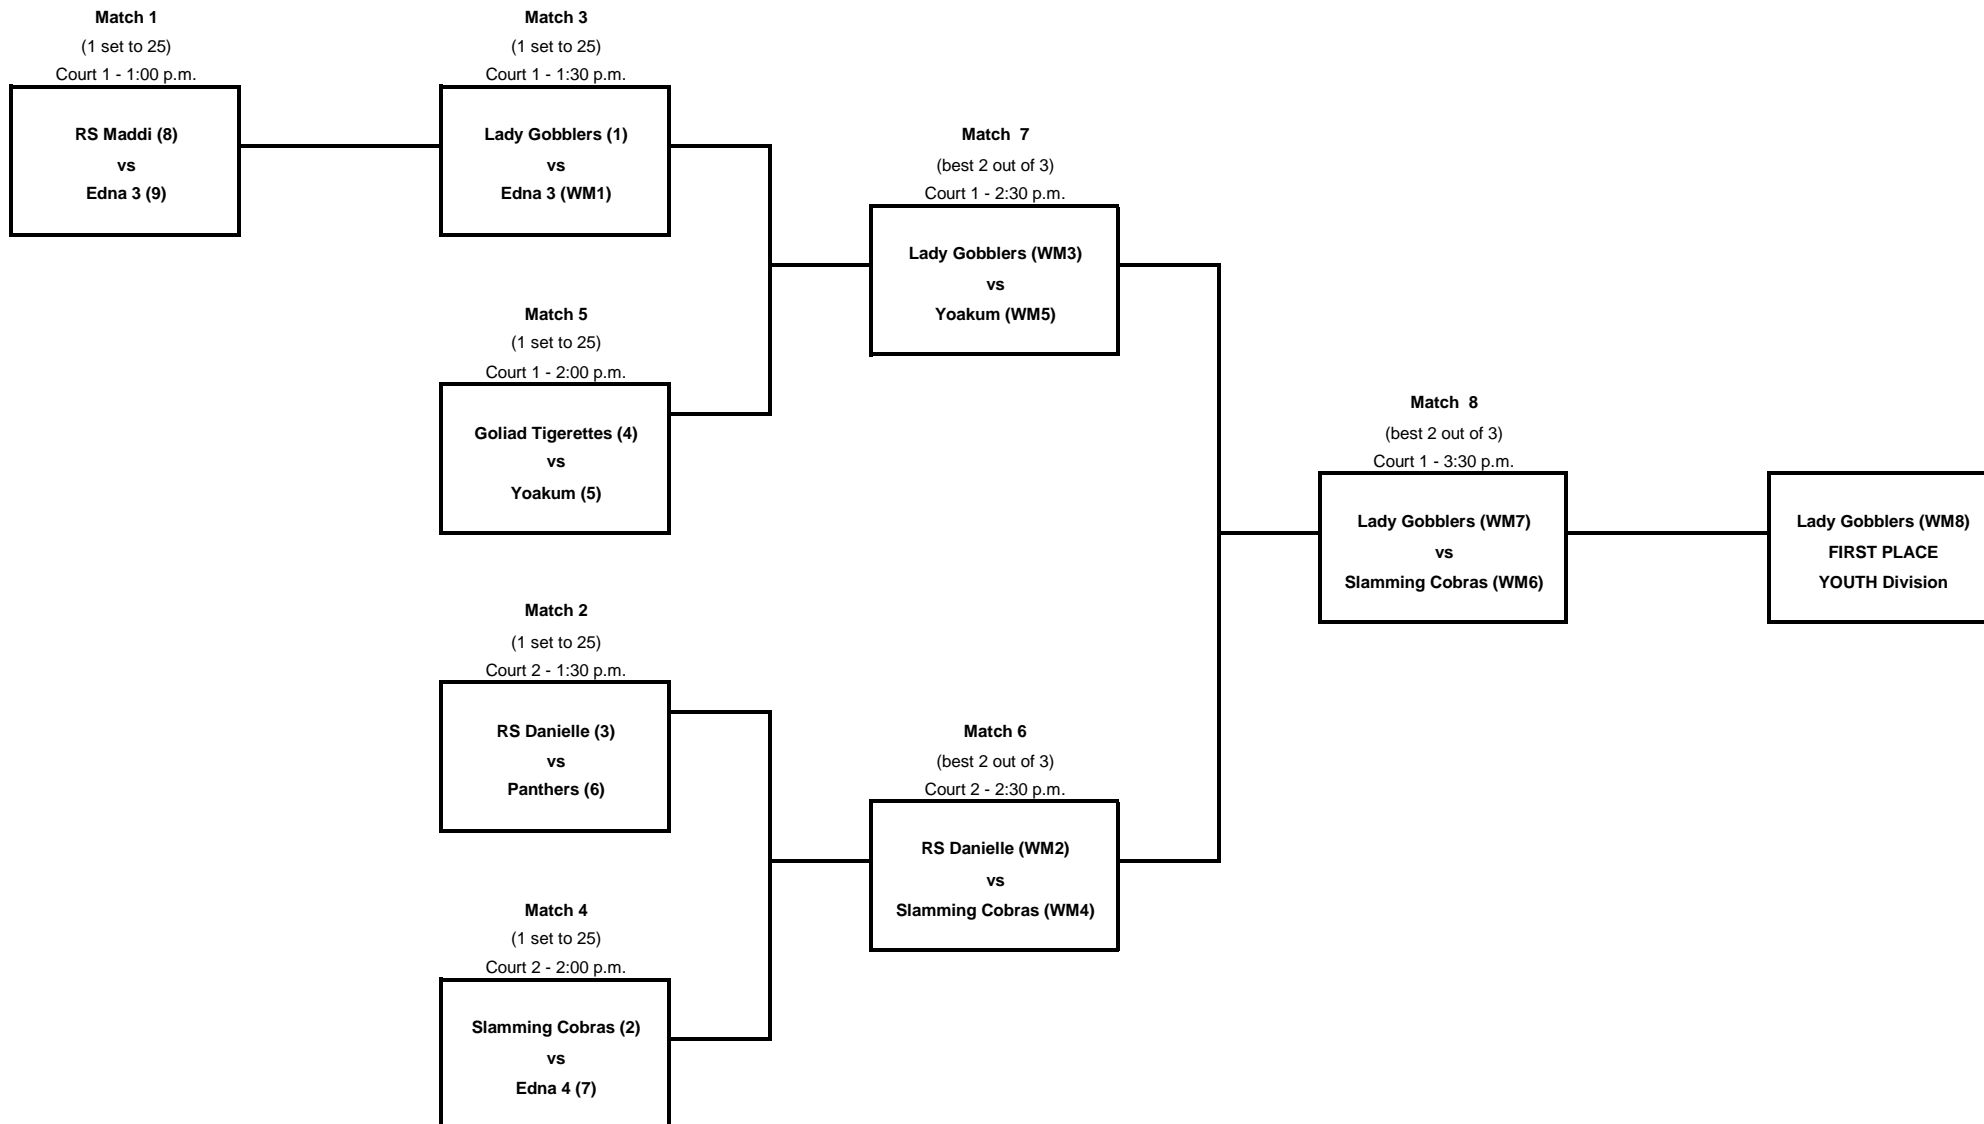 Match 1
(1 set to 25)
Court 1 - 1:00 p.m.
RS Maddi (8)
vs
Edna 3 (9)
Match 3
(1 set to 25)
Court 1 - 1:30 p.m.
Lady Gobblers (1)
vs
Edna 3 (WM1)
Match 5
(1 set to 25)
Court 1 - 2:00 p.m.
Goliad Tigerettes (4)
vs
Yoakum (5)
Match 2
(1 set to 25)
Court 2 - 1:30 p.m.
RS Danielle (3)
vs
Panthers (6)
Match 4
(1 set to 25)
Court 2 - 2:00 p.m.
Slamming Cobras (2)
vs
Edna 4 (7)
Match 7
(best 2 out of 3)
Court 1 - 2:30 p.m.
Lady Gobblers (WM3)
vs
Yoakum (WM5)
Match 6
(best 2 out of 3)
Court 2 - 2:30 p.m.
RS Danielle (WM2)
vs
Slamming Cobras (WM4)
Match 8
(best 2 out of 3)
Court 1 - 3:30 p.m.
Lady Gobblers (WM7)
vs
Slamming Cobras (WM6)
Lady Gobblers (WM8)
FIRST PLACE
YOUTH Division